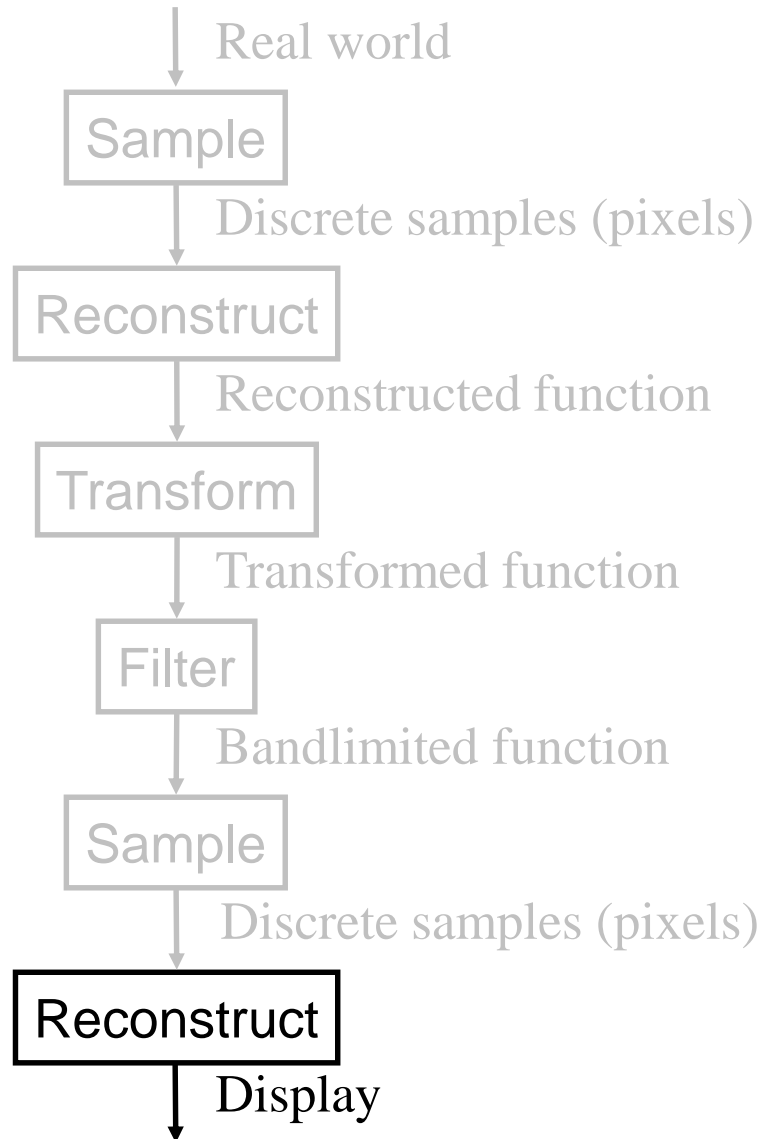 Real world
Sample
Discrete samples (pixels)
Reconstruct
Reconstructed function
Transform
Transformed function
Filter
Bandlimited function
Sample
Discrete samples (pixels)
Reconstruct
Display